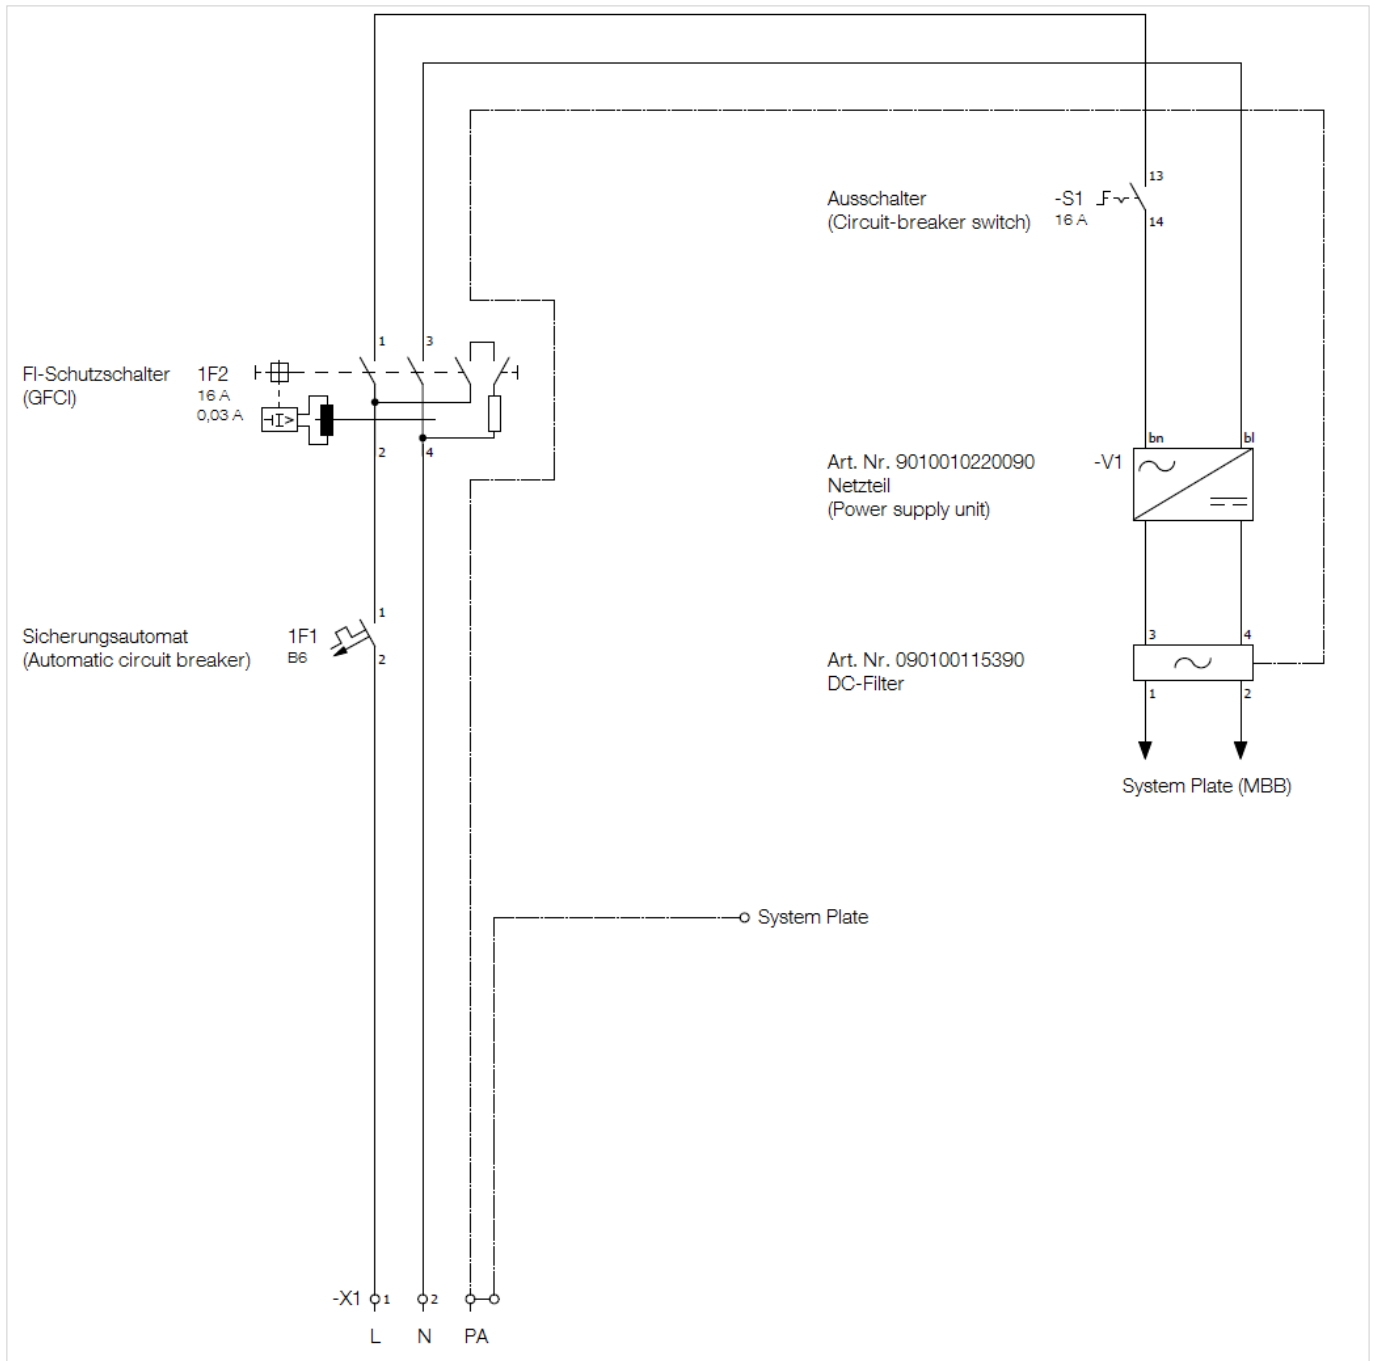 13
Ausschalter -S1
(Circuit-breaker switch) 16 A 14
1 3
FI-Schutzschalter 1F2
(GFCI) 16 A
0,03 A
I>
2 4
bn bl
Art. Nr. 9010010220090 -V1
Netzteil
(Power supply unit)
1
Sicherungsautomat 1F1
(Automatic circuit breaker) B6 2
3 4
Art. Nr. 090100115390
DC-Filter
1 2
System Plate (MBB)
System Plate
-X1 1 2
L N PA